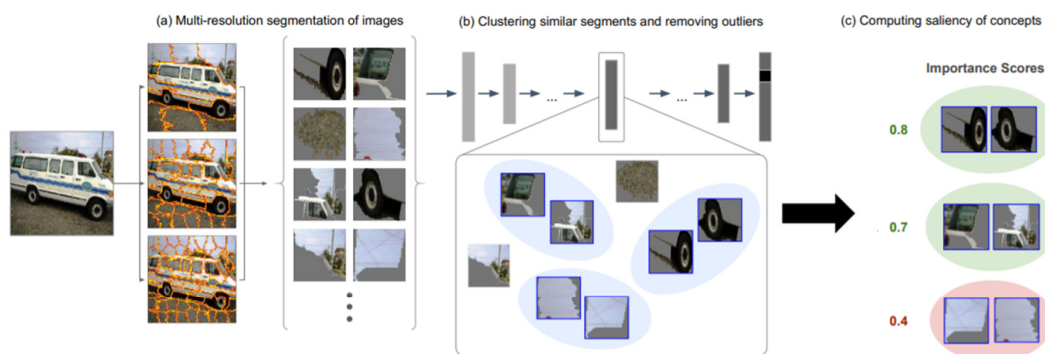 (a) Multi-resolution segmentation of images
(b) Clustering similar segments and removing outliers
(c) Computing saliency of concepts
Importance Scores
... ...
0.8
0.7
0.4